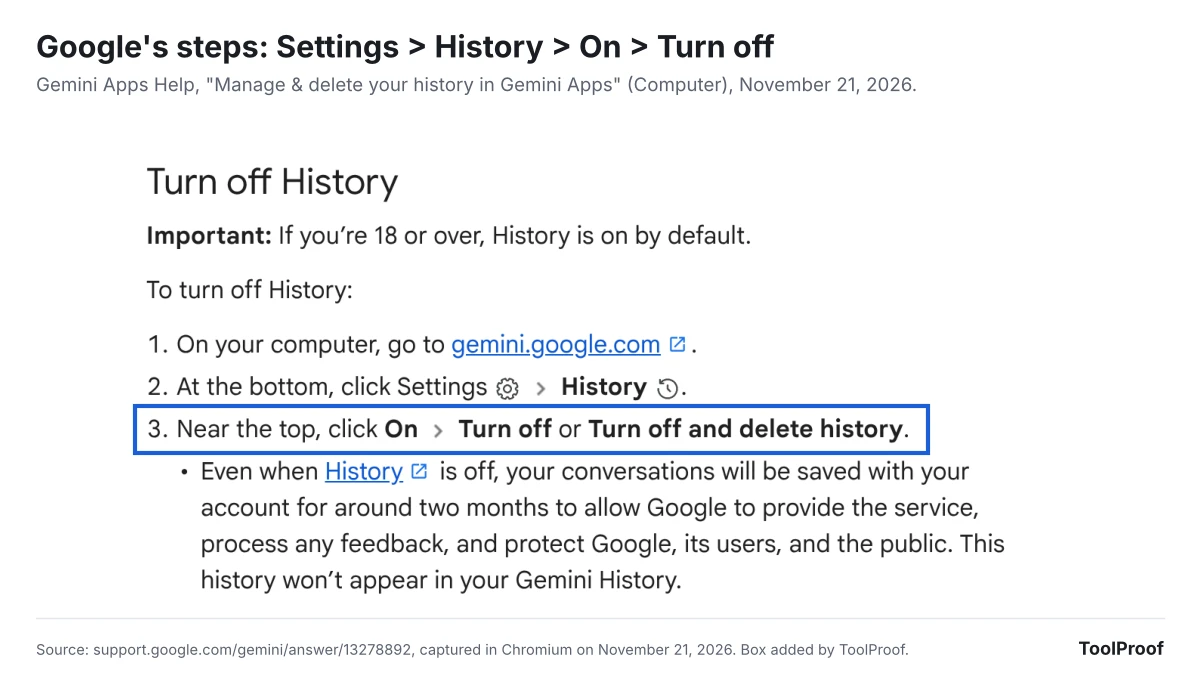 Google's steps: Settings > History > On > Turn off
Gemini Apps Help, "Manage & delete your history in Gemini Apps" (Computer), November 21, 2026.
Turn off History
Important: If you’re 18 or over, History is on by default.
To turn off History:
1. On your computer, go to gemini.google.com .
2. At the bottom, click Settings > History .
3. Near the top, click On > Turn off or Turn off and delete history.
• Even when History is off, your conversations will be saved with your
account for around two months to allow Google to provide the service,
process any feedback, and protect Google, its users, and the public. This
history won’t appear in your Gemini History.
Source: support.google.com/gemini/answer/13278892, captured in Chromium on November 21, 2026. Box added by ToolProof.
ToolProof